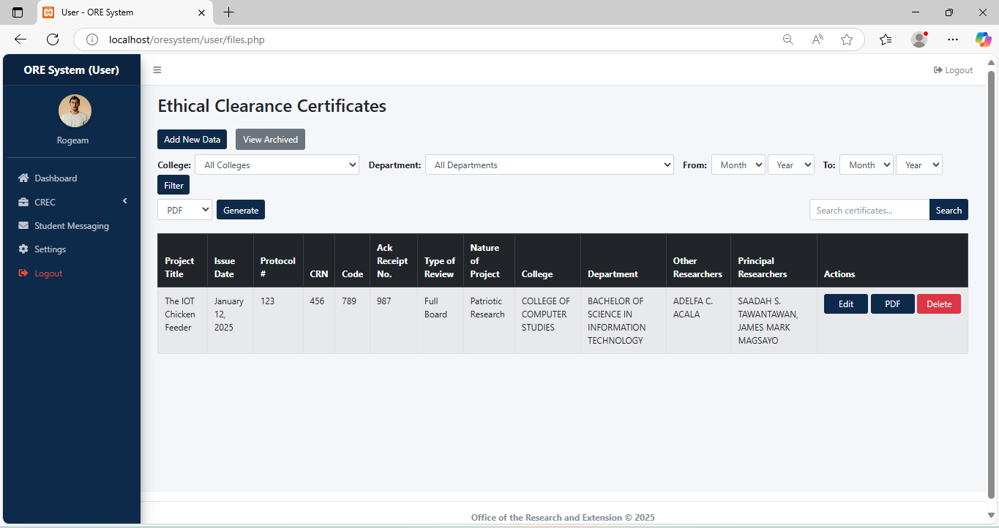 User - ORE System
localhost/oresystem/user/files.php
ORE System (User)
Logout
Rogeam
Dashboard
CREC
Student Messaging
Settings
Logout
Ethical Clearance Certificates
Add New Data View Archived
College: All Colleges Department: All Departments From: Month Year To: Month Year
Filter
PDF Generate Search certificates... Search
Project Title
Issue Date
Protocol #
CRN
Code
Ack Receipt No.
Type of Review
Nature of Project
College
Department
Other Researchers
Principal Researchers
Actions
The IOT Chicken Feeder
January 12, 2025
123
456
789
987
Full Board
Patriotic Research
COLLEGE OF COMPUTER STUDIES
BACHELOR OF SCIENCE IN INFORMATION TECHNOLOGY
ADELFA C. ACALA
SAADAH S. TAWANTAWAN, JAMES MARK MAGSAYO
Edit PDF Delete
Office of the Research and Extension © 2025